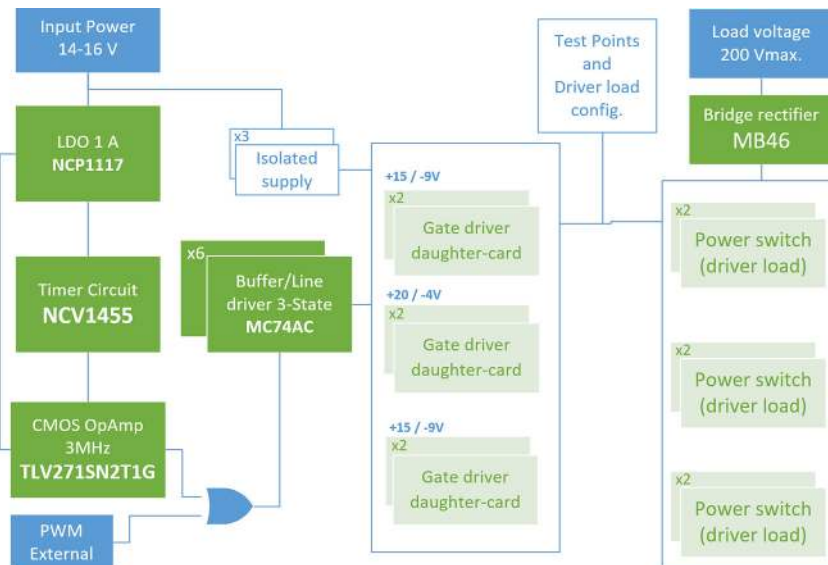 Input Power
14-16 V
LDO 1 A
NCP1117
Timer Circuit
NCV1455
CMOS OpAmp
3MHz
TLV271SN2T1G
PWM
External
x3
Isolated
supply
x6
Buffer/Line
driver 3-State
MC74AC
+15 / -9V
x2
Gate driver
daughter-card
+20 / -4V
x2
Gate driver
daughter-card
+15 / -9V
x2
Gate driver
daughter-card
Test Points
and
Driver load
config.
Load voltage
200 Vmax.
Bridge rectifier
MB46
x2
Power switch
(driver load)
x2
Power switch
(driver load)
x2
Power switch
(driver load)